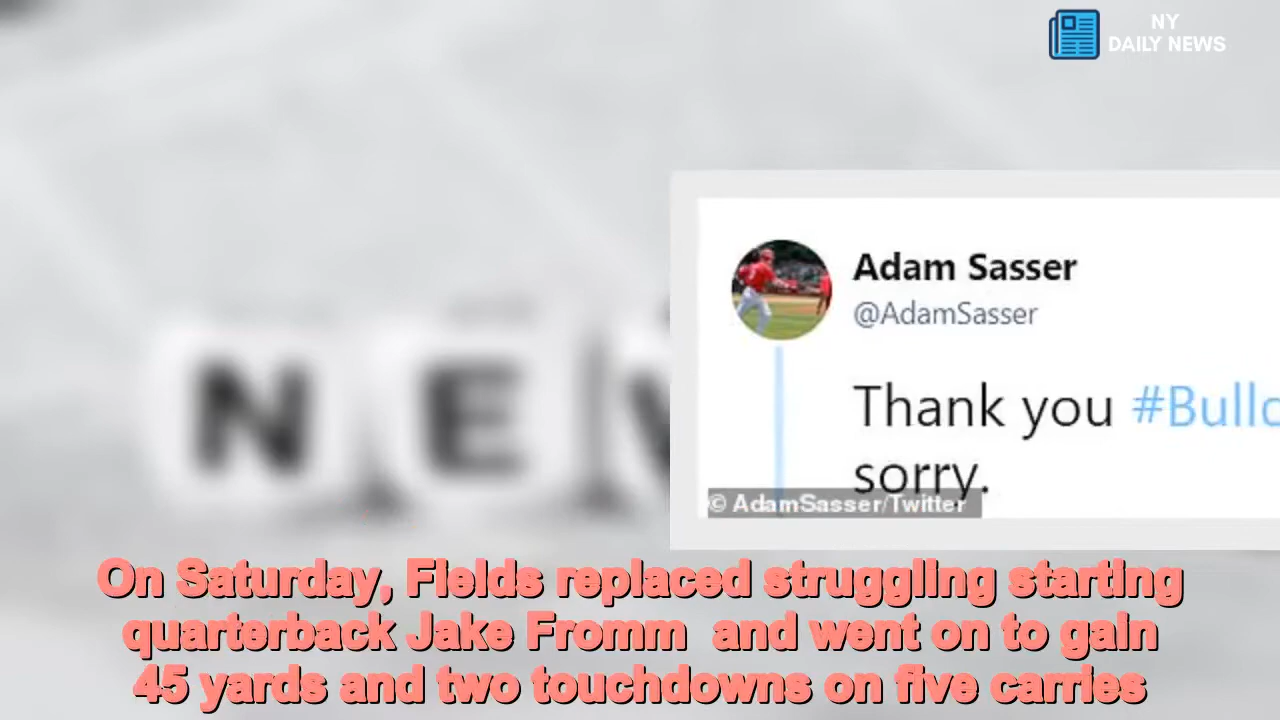 NY
DAILY NEWS
N E
Adam Sasser
@AdamSasser
Thank you
sorry.
© AdamSasser/Twitter
On Saturday, Fields replaced struggling starting
quarterback Jake Fromm and went on to gain
45 yards and two touchdowns on five carries